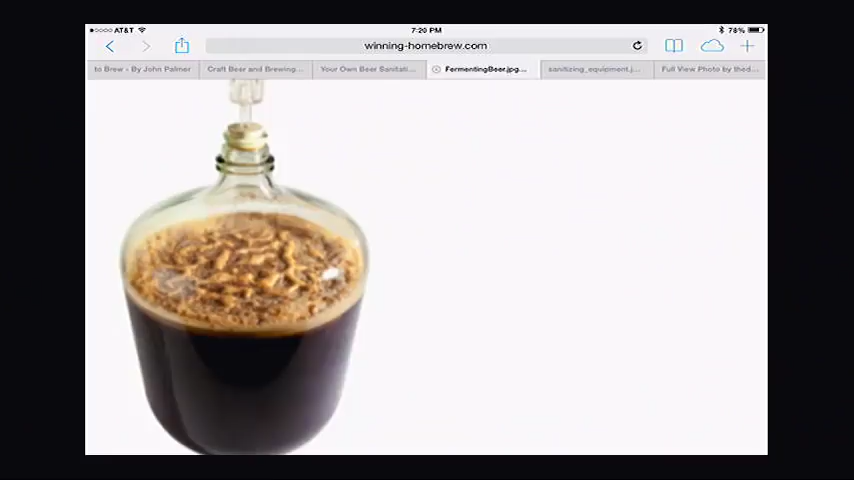 AT&T
7:20 PM
78%
winning-homebrew.com
to Brew - By John Palmer
Craft Beer and Brewing...
Your Own Beer Sanitati...
FermentingBeer.jpg...
sanitizing_equipment.j...
Full View Photo by thed...